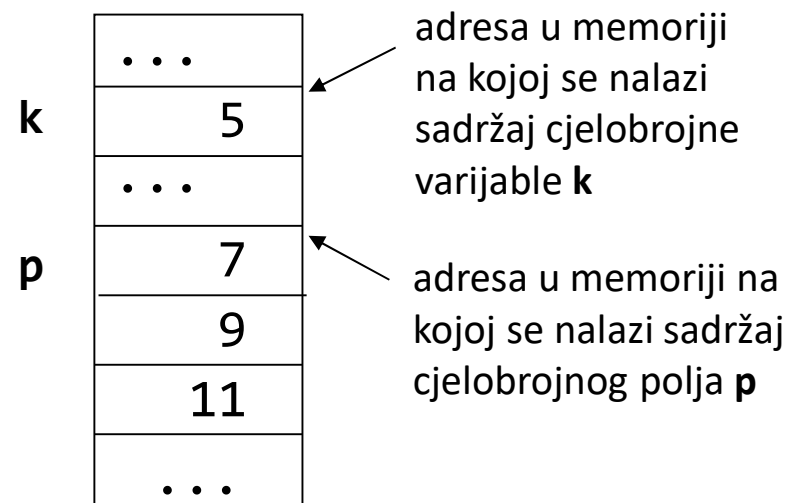 ...
k 5
...
p 7
9
11
...
adresa u memoriji
na kojoj se nalazi
sadržaj cjelobrojne
varijable k
adresa u memoriji na
kojoj se nalazi sadržaj
cjelobrojnog polja p